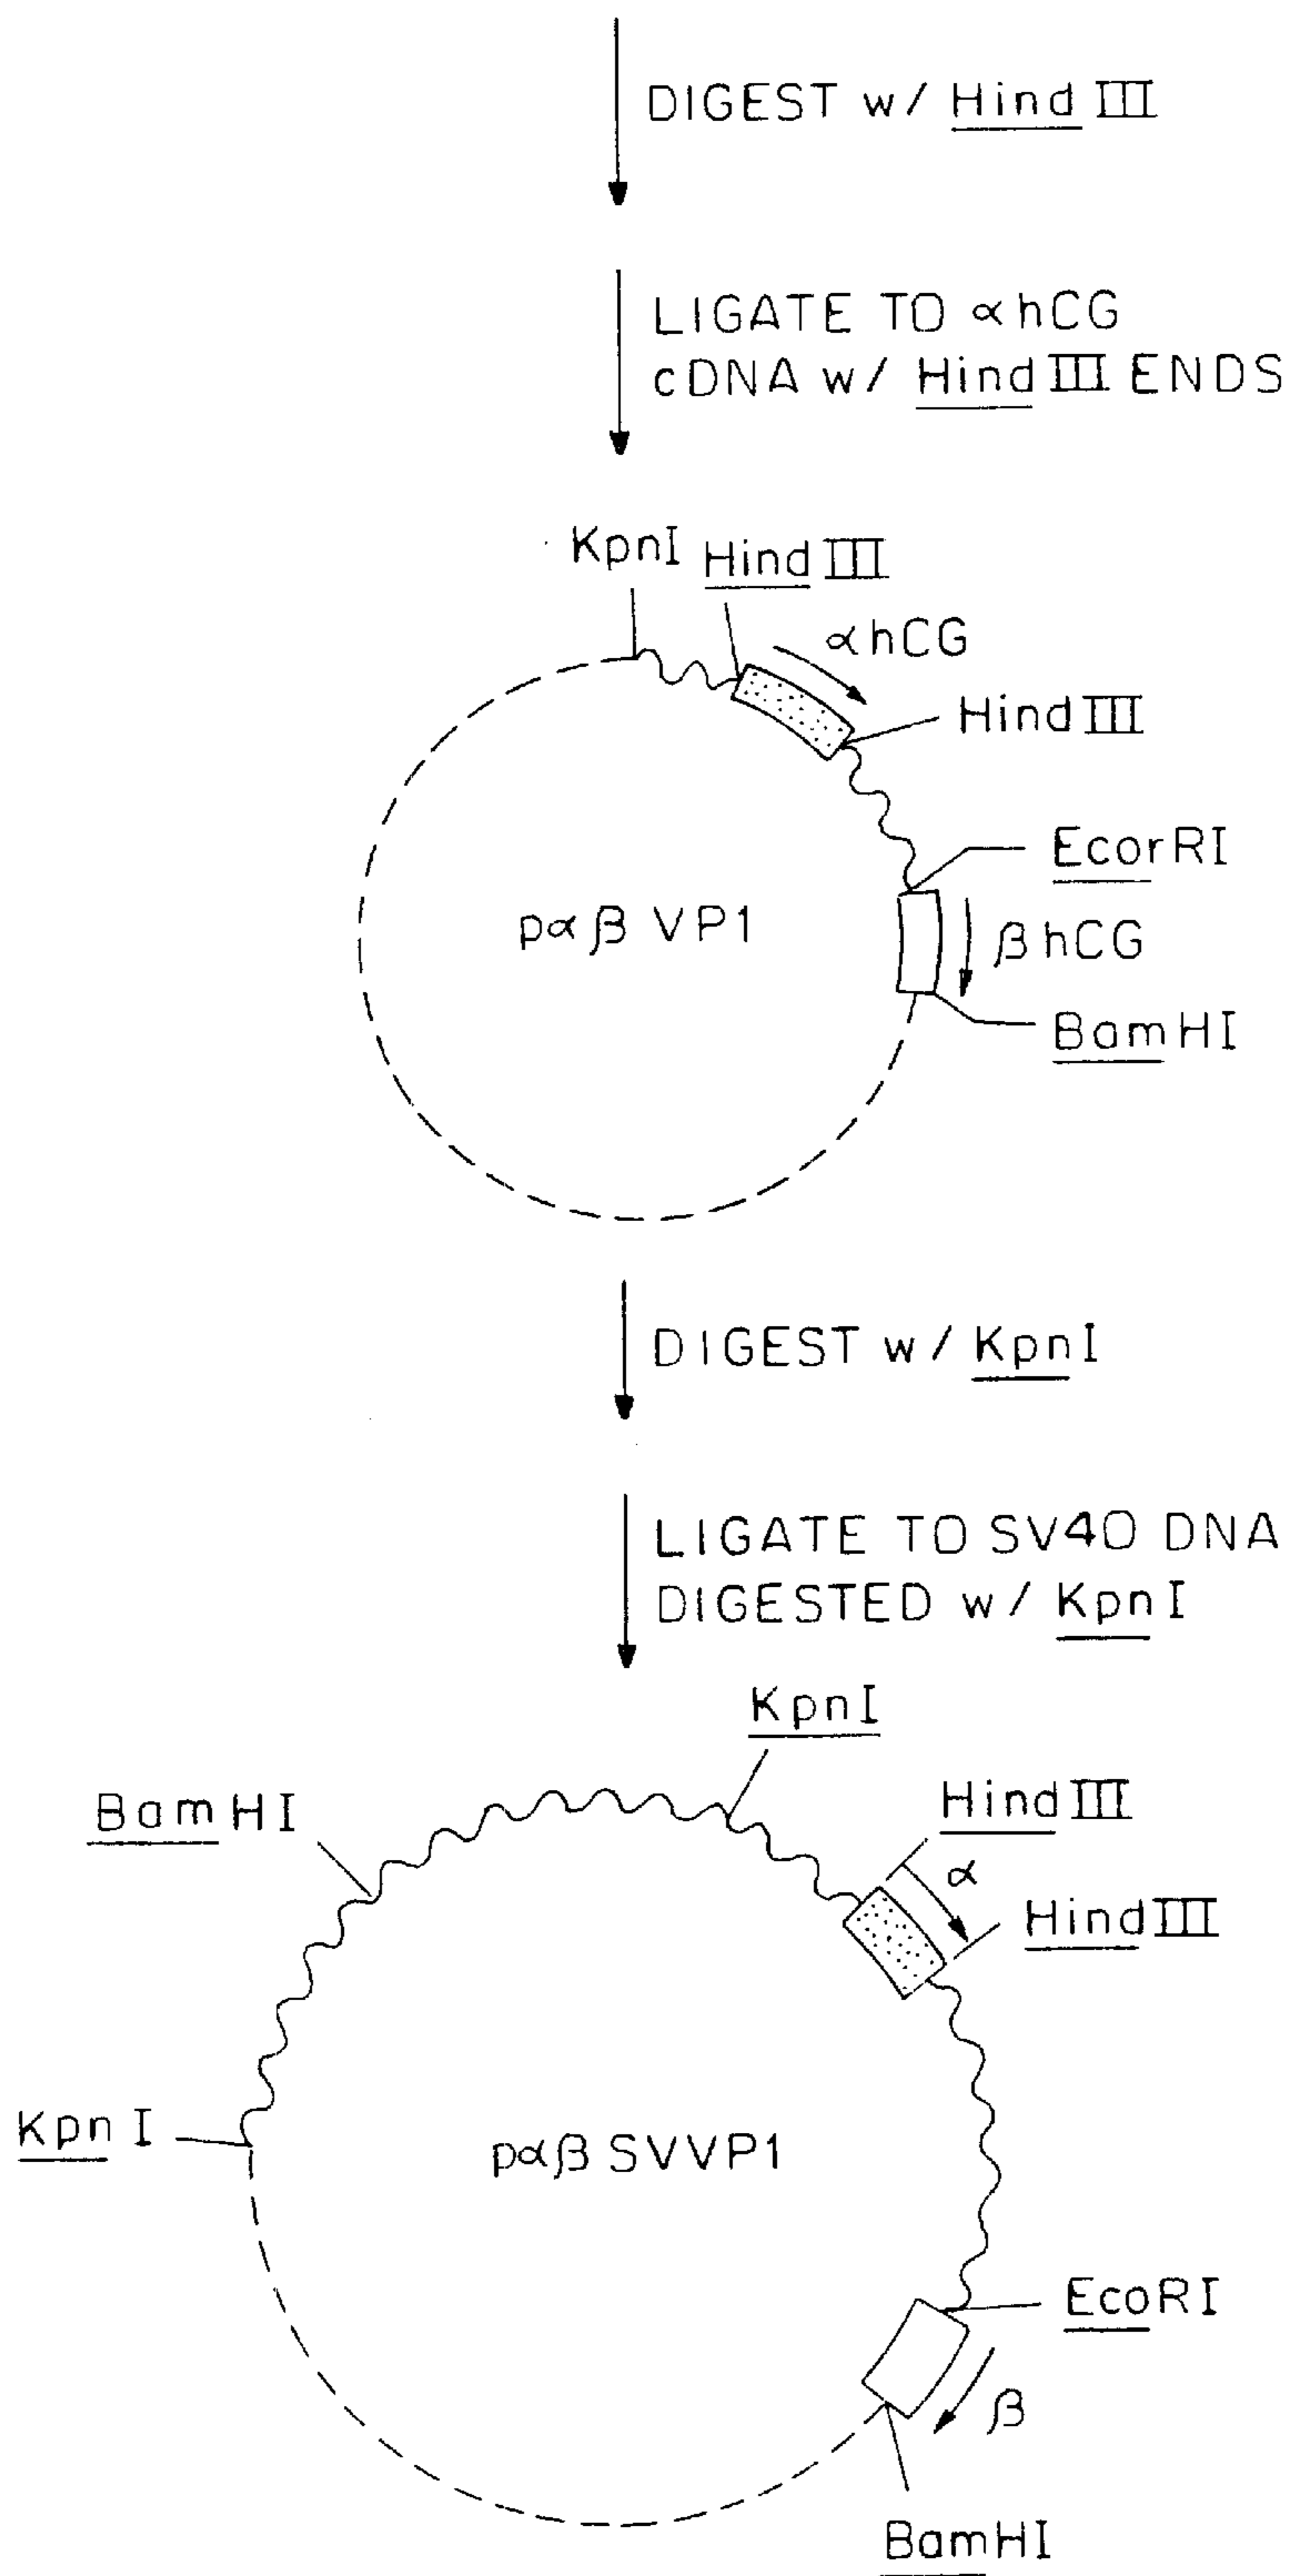 DIGEST w/ Hind III
LIGATE TO αhCG
cDNA w/ Hind III ENDS
KpnI
Hind III
αhCG
Hind III
EcorRI
pαβ VP1
βhCG
BamHI
DIGEST w/ KpnI
LIGATE TO SV40 DNA
DIGESTED w/ KpnI
KpnI
BamHI
Hind III
α
Hind III
KpnI
pαβ SVVP1
EcoRI
β
BamHI